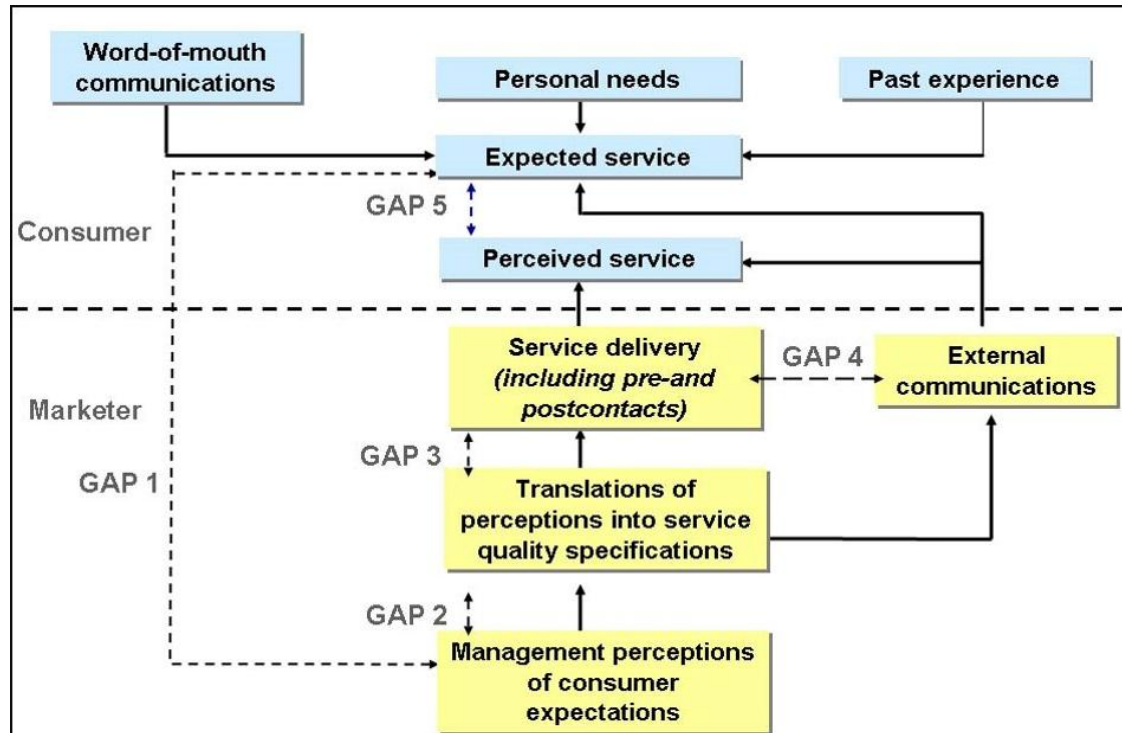 Word-of-mouth
communications
Personal needs
Past experience
Expected service
GAP 5
Consumer
Perceived service
Service delivery
(including pre-and
postcontacts)
GAP 4
External
communications
Marketer
GAP 3
GAP 1
Translations of
perceptions into service
quality specifications
GAP 2
Management perceptions
of consumer
expectations